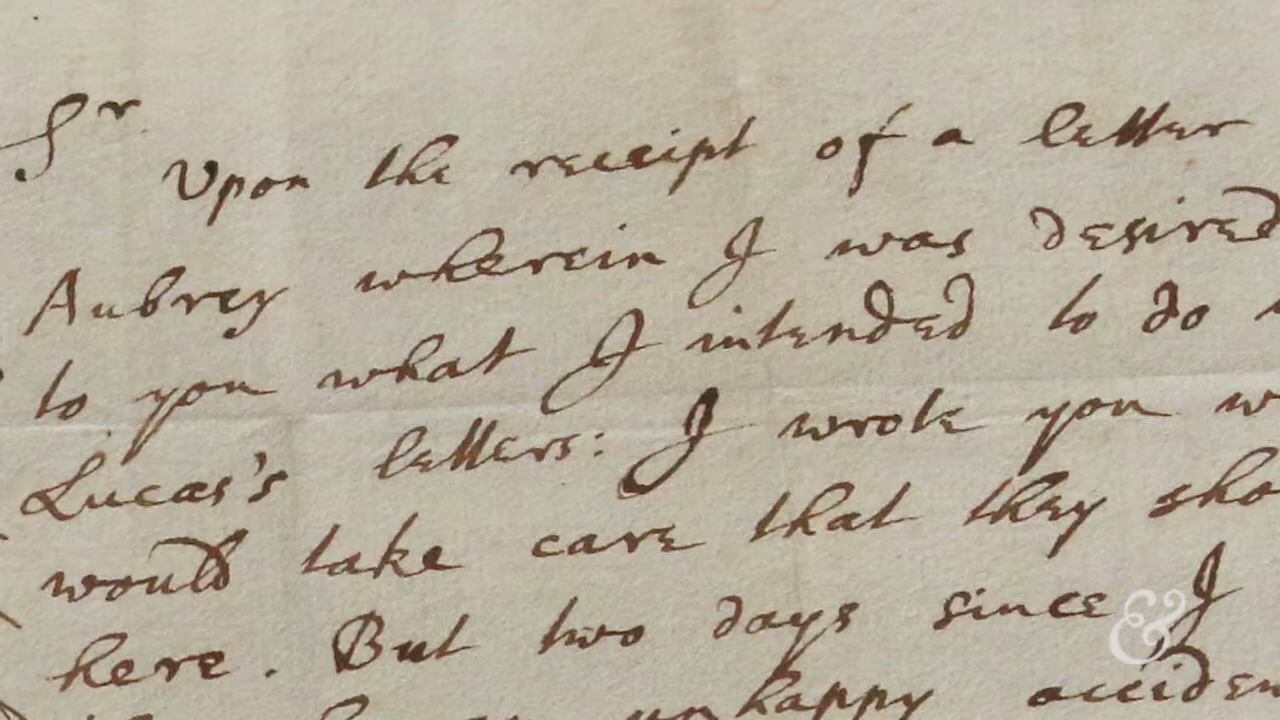 Sr
Upon the receipt of a letter
Aubrey wherein I was desired
to you what I intended to do
Lucas's letters: I wrote you w
would take care that they sho
here. But two days since I
unhappy acciden
&